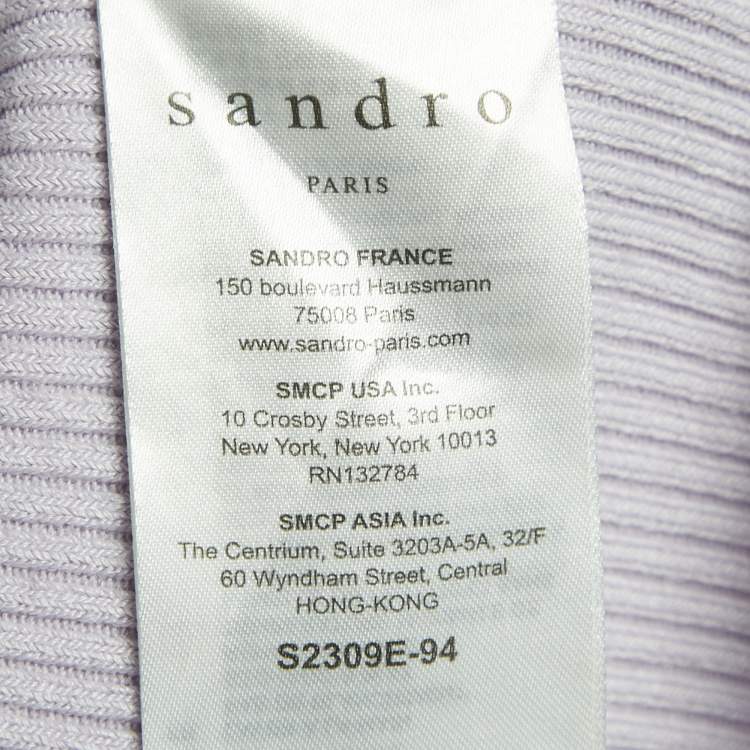 sandro
PARIS
SANDRO FRANCE
150 boulevard Haussmann
75008 Paris
www.sandro-paris.com
SMCP USA Inc.
10 Crosby Street, 3rd Floor
New York, New York 10013
RN132784
SMCP ASIA Inc.
The Centrium, Suite 3203A-5A, 32/F
60 Wyndham Street, Central
HONG-KONG
S2309E-94